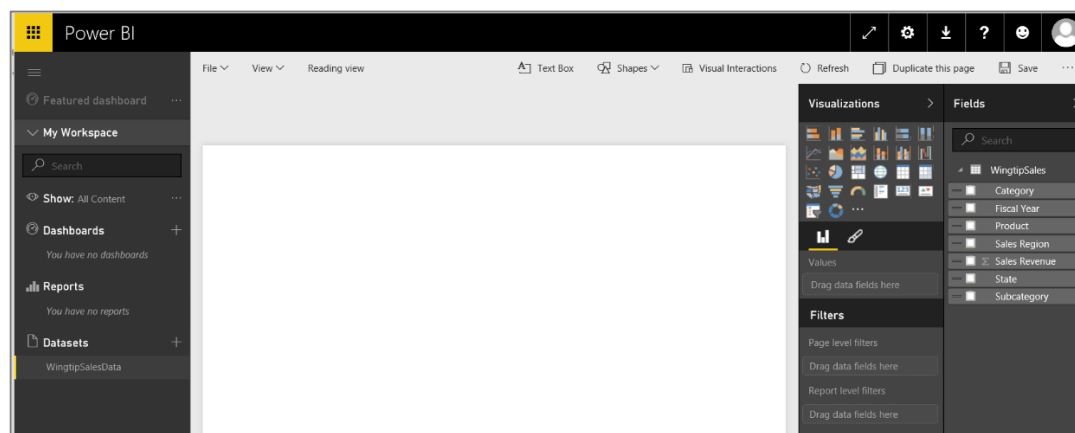 Power BI
?
File View Reading view Text Box Shapes Visual Interactions Refresh Duplicate this page Save ...
Featured dashboard ...
My Workspace
Search
Show: All Content ...
Dashboards +
You have no dashboards
Reports
You have no reports
Datasets +
WingtipSalesData
Visualizations
...
Values
Drag data fields here
Filters
Page level filters
Drag data fields here
Report level filters
Drag data fields here
Fields
Search
WingtipSales
Category
Fiscal Year
Product
Sales Region
Σ Sales Revenue
State
Subcategory